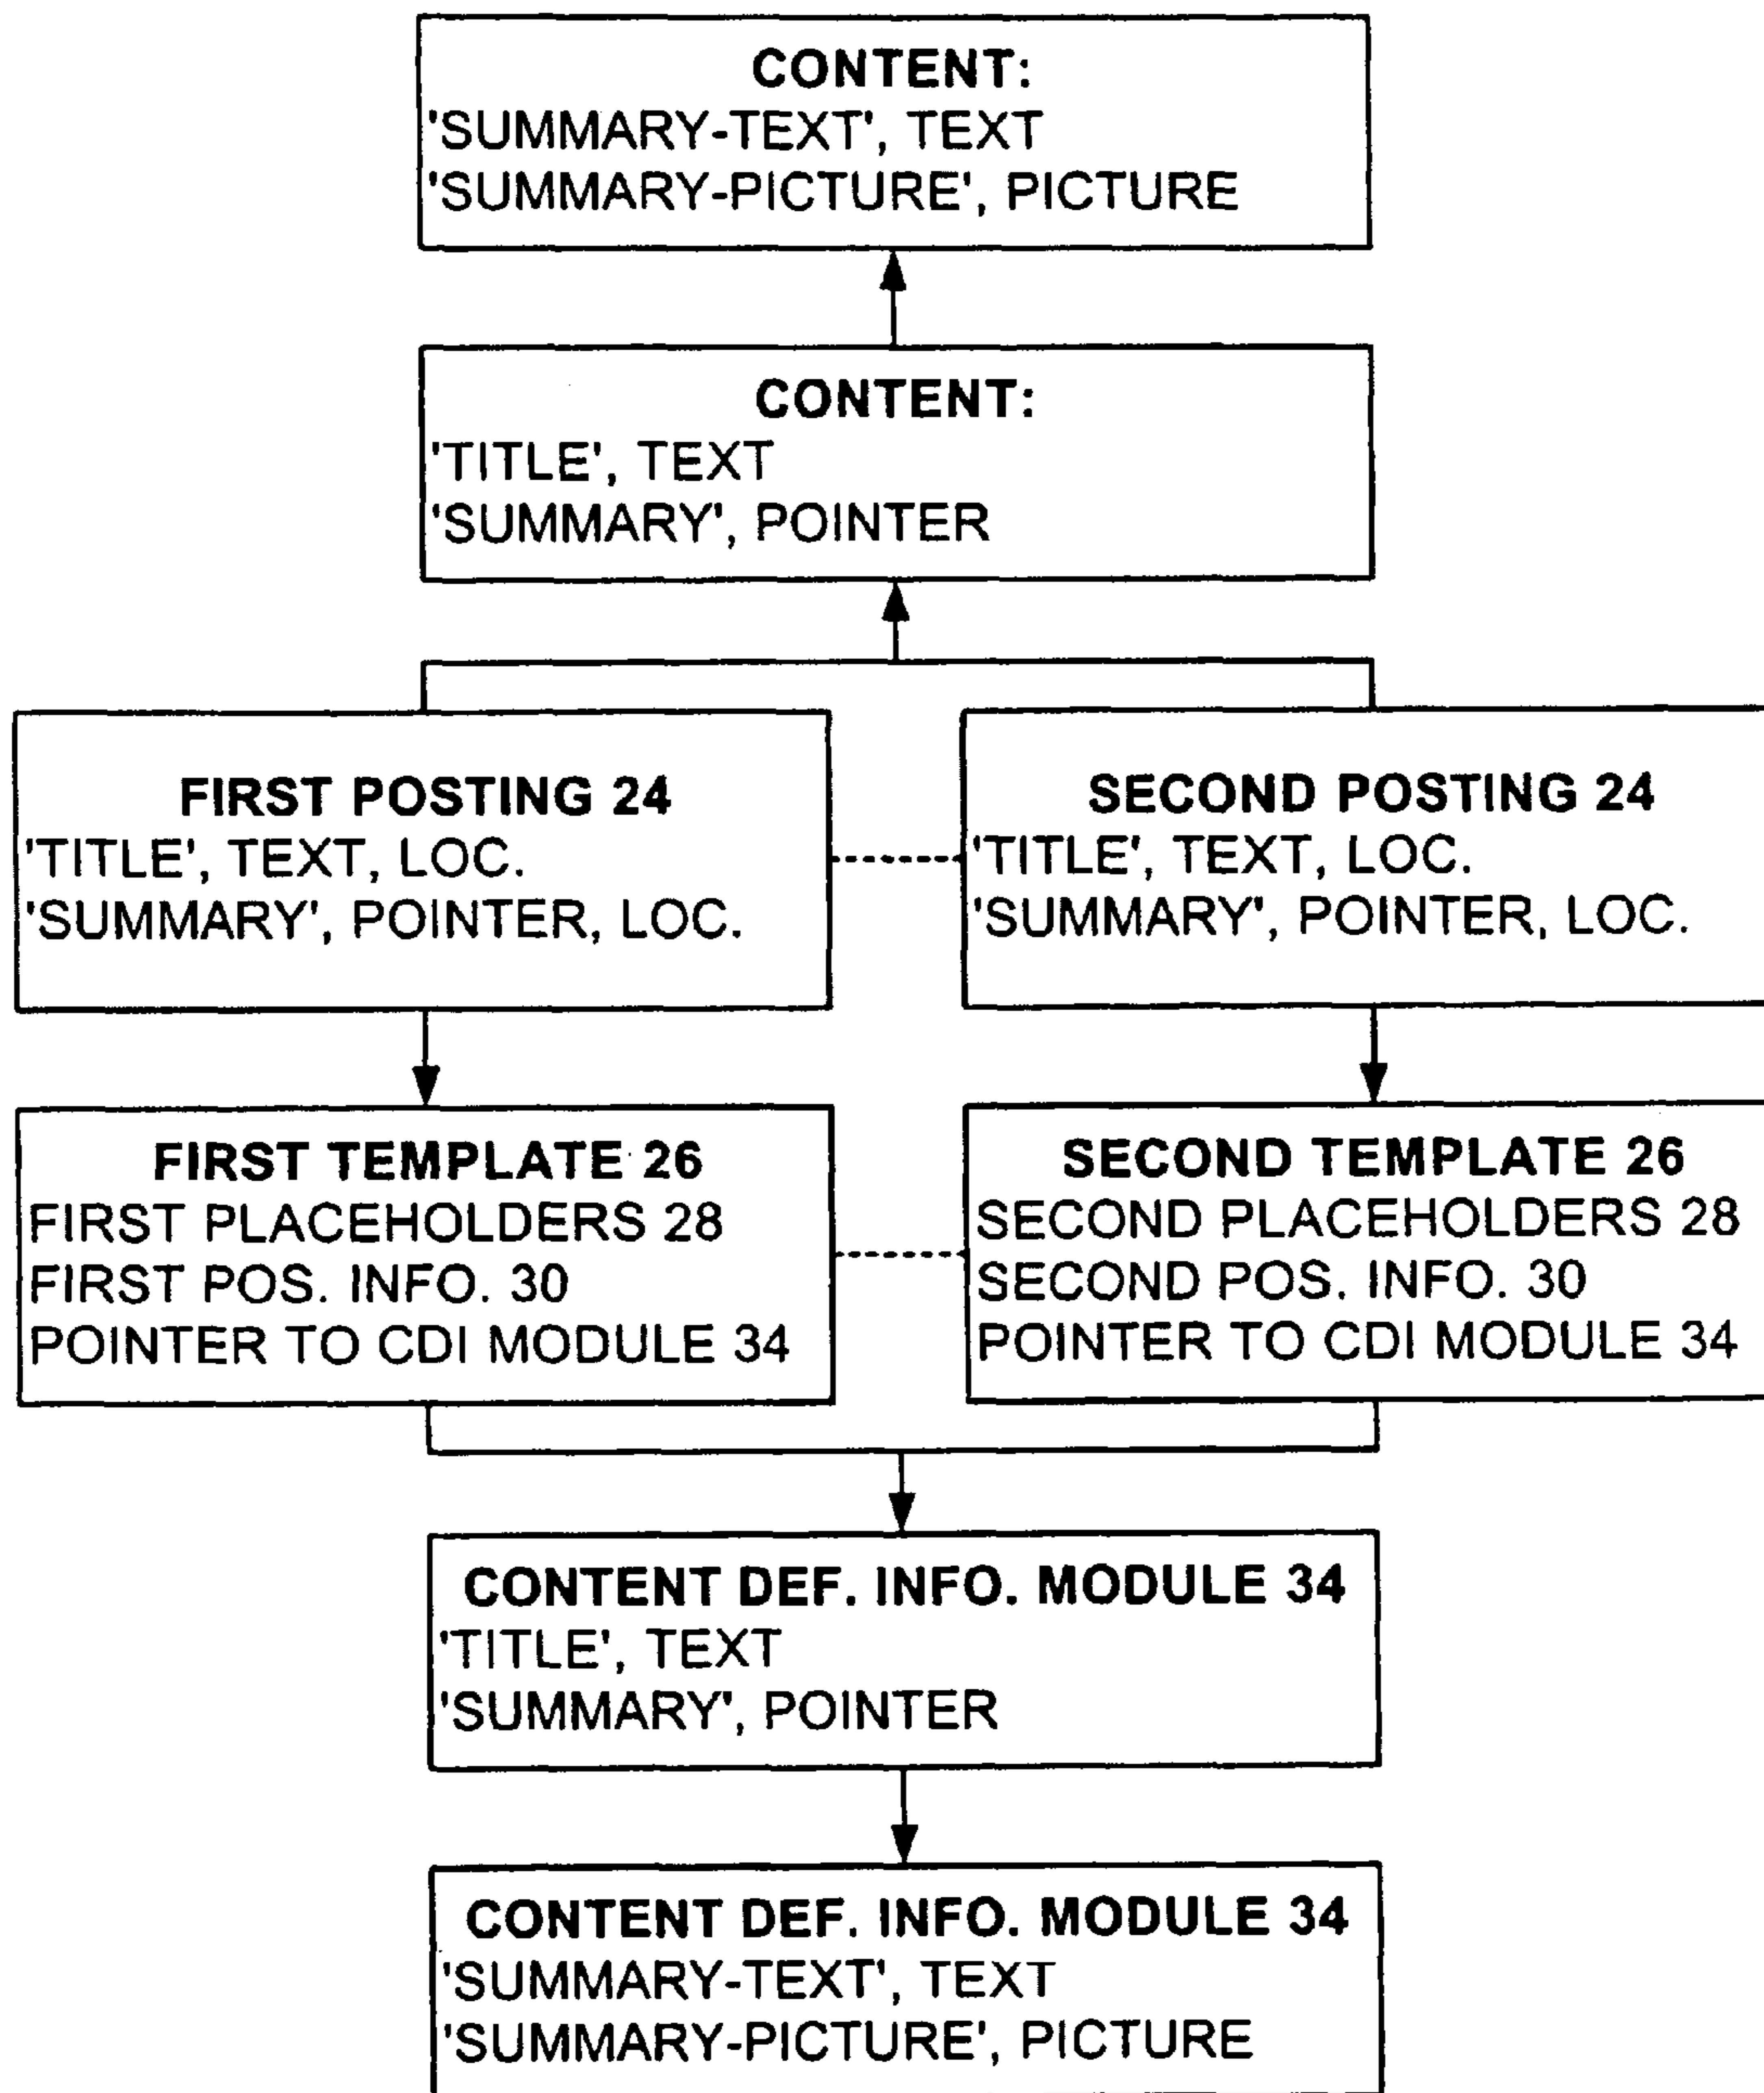 CONTENT:
'SUMMARY-TEXT', TEXT
'SUMMARY-PICTURE', PICTURE
CONTENT:
'TITLE', TEXT
'SUMMARY', POINTER
FIRST POSTING 24
'TITLE', TEXT, LOC.
'SUMMARY', POINTER, LOC.
SECOND POSTING 24
'TITLE', TEXT, LOC.
'SUMMARY', POINTER, LOC.
FIRST TEMPLATE 26
FIRST PLACEHOLDERS 28
FIRST POS. INFO. 30
POINTER TO CDI MODULE 34
SECOND TEMPLATE 26
SECOND PLACEHOLDERS 28
SECOND POS. INFO. 30
POINTER TO CDI MODULE 34
CONTENT DEF. INFO. MODULE 34
'TITLE', TEXT
'SUMMARY', POINTER
CONTENT DEF. INFO. MODULE 34
'SUMMARY-TEXT', TEXT
'SUMMARY-PICTURE', PICTURE